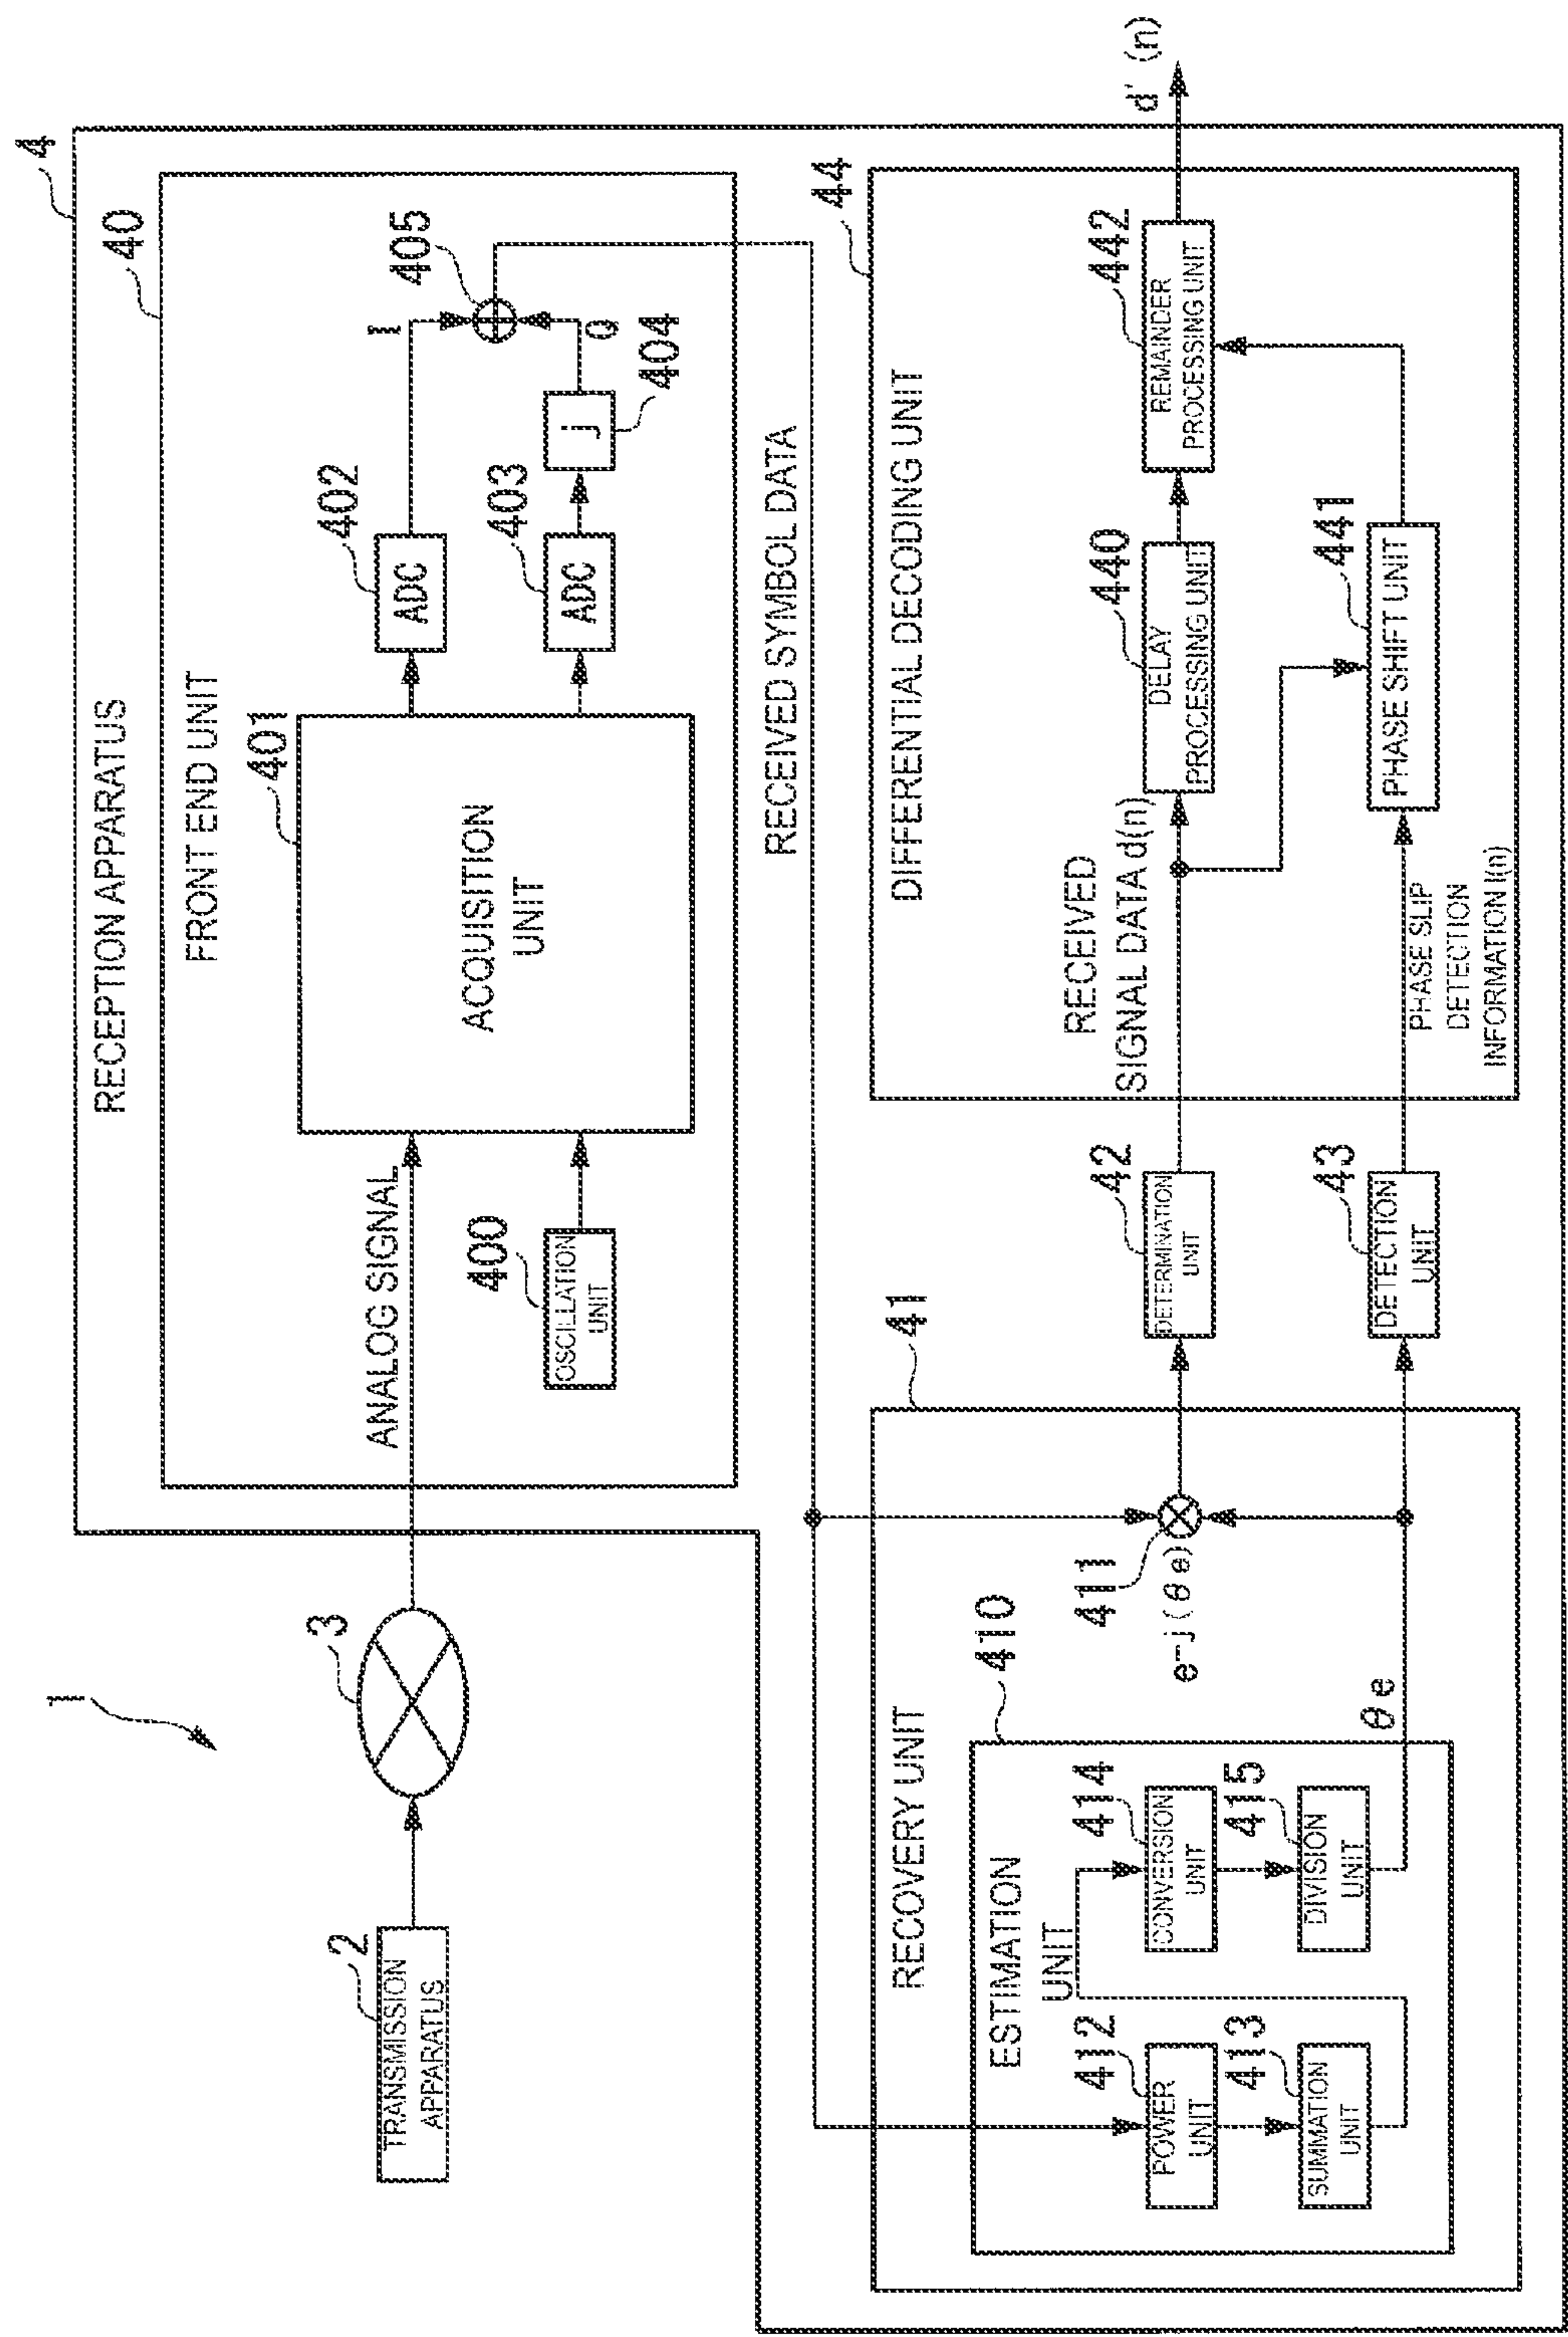 1
TRANSMISSION
APPARATUS
2
3
RECEPTION APPARATUS
4
FRONT END UNIT
40
ANALOG SIGNAL
OSCILLATION
UNIT
400
ACQUISITION
UNIT
401
ADC
402
ADC
403
j
404
I
Q
405
RECEIVED SYMBOL DATA
RECOVERY UNIT
41
ESTIMATION
UNIT
410
POWER
UNIT
412
SUMMATION
UNIT
413
CONVERSION
UNIT
414
DIVISION
UNIT
415
θe
e-j(θe)
411
DETERMINATION
UNIT
42
DETECTION
UNIT
43
DIFFERENTIAL DECODING UNIT
44
RECEIVED
SIGNAL DATA d(n)
PHASE SLIP
DETECTION
INFORMATION I(n)
DELAY
PROCESSING UNIT
440
PHASE SHIFT UNIT
441
REMAINDER
PROCESSING UNIT
442
d' (n)